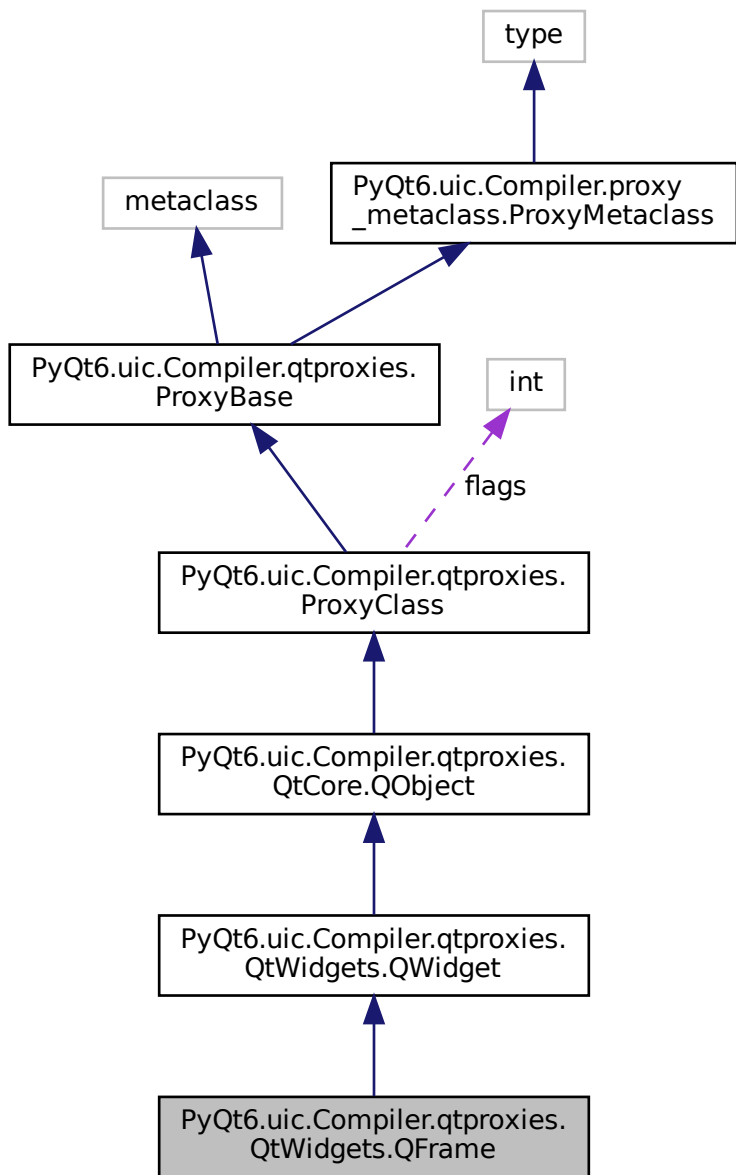 type
PyQt6.uic.Compiler.proxy
_metaclass.ProxyMetaclass
metaclass
PyQt6.uic.Compiler.qtproxies.
ProxyBase
int
flags
PyQt6.uic.Compiler.qtproxies.
ProxyClass
PyQt6.uic.Compiler.qtproxies.
QtCore.QObject
PyQt6.uic.Compiler.qtproxies.
QtWidgets.QWidget
PyQt6.uic.Compiler.qtproxies.
QtWidgets.QFrame